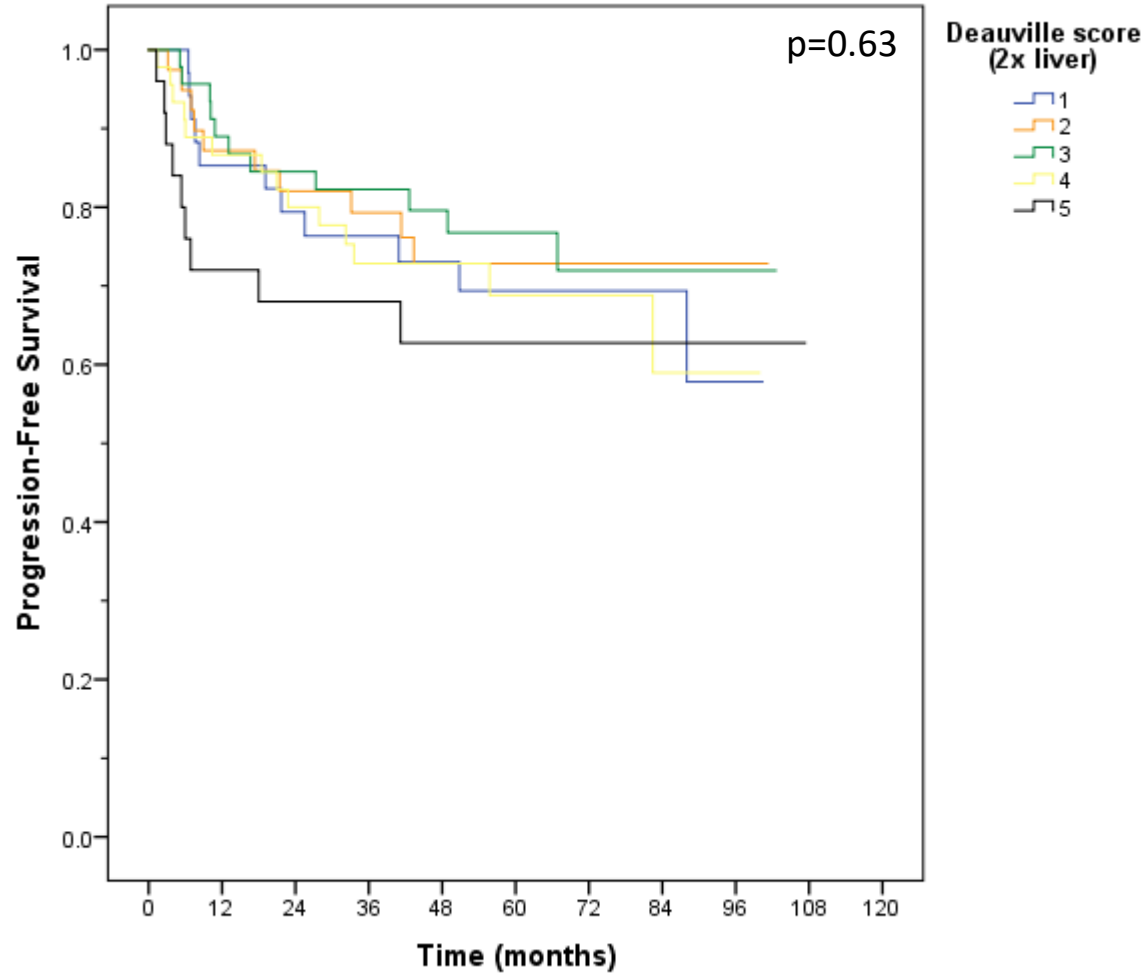 p=0.63
Deauville score
(2x liver)
1
2
3
4
5
Progression-Free Survival
1.0
0.8
0.6
0.4
0.2
0.0
0 12 24 36 48 60 72 84 96 108 120
Time (months)